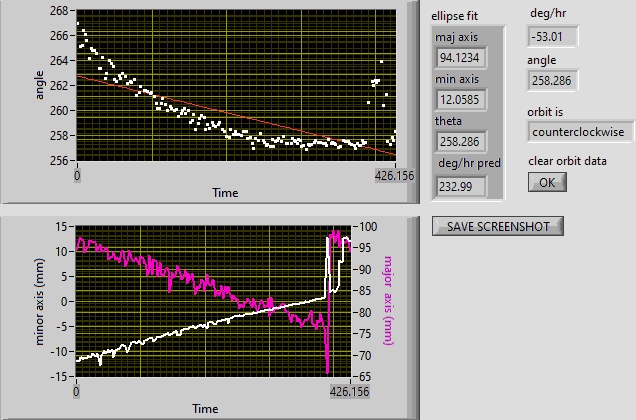 268
266
264
262
260
258
256
angle
0
426.156
Time
ellipse fit
maj axis
94.1234
min axis
12.0585
theta
258.286
deg/hr pred
232.99
deg/hr
-53.01
angle
258.286
orbit is
counterclockwise
clear orbit data
OK
SAVE SCREENSHOT
15
10
5
0
-5
-10
-15
minor axis (mm)
100
95
90
85
80
75
70
65
major axis (mm)
0
426.156
Time